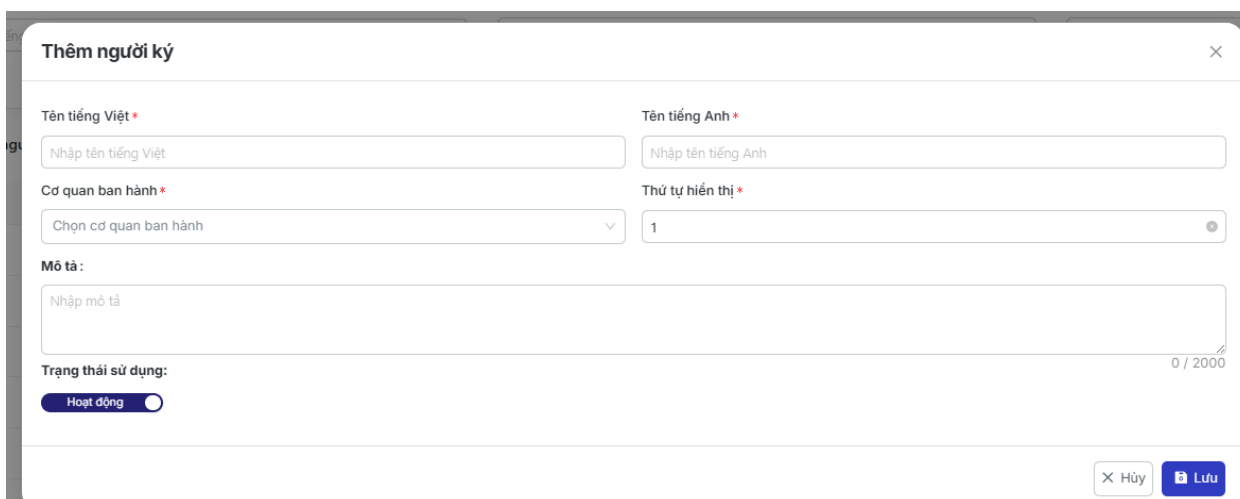 Thêm người ký
Tên tiếng Việt *
Tên tiếng Anh *
Nhập tên tiếng Việt
Nhập tên tiếng Anh
Cơ quan ban hành *
Thứ tự hiển thị *
Chọn cơ quan ban hành
1
Mô tả :
Nhập mô tả
0 / 2000
Trạng thái sử dụng:
Hoạt động
Hủy
Lưu